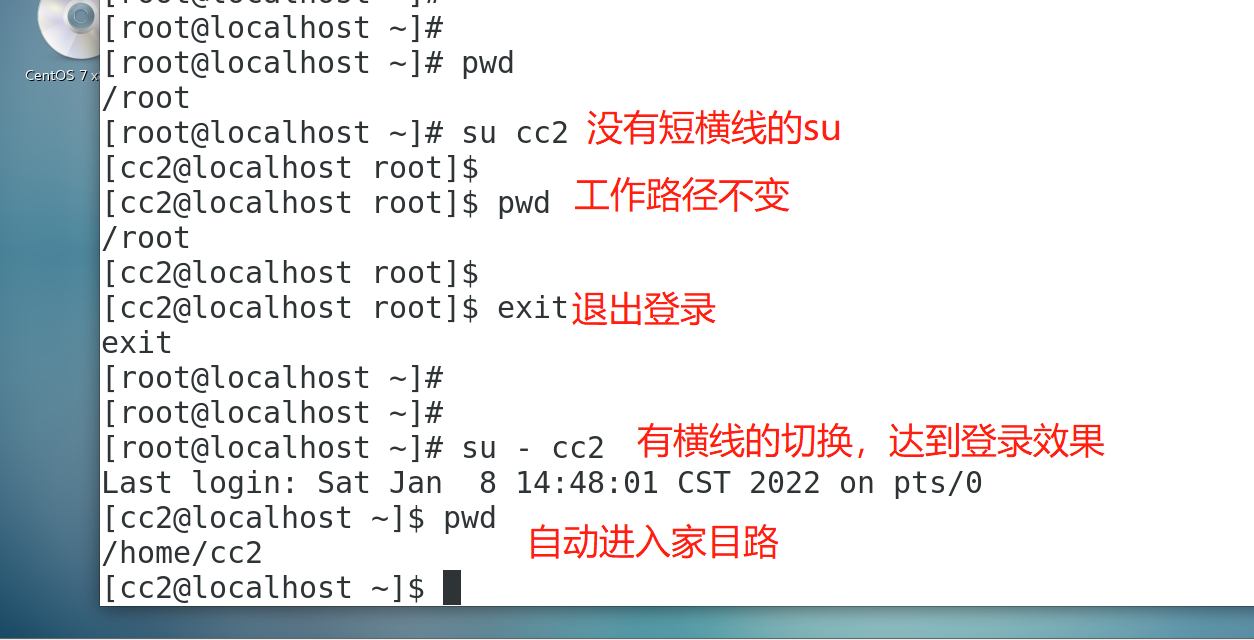 [root@localhost ~]#
[root@localhost ~]#
CentOS 7 x
[root@localhost ~]# pwd
/root
[root@localhost ~]# su cc2 没有短横线的su
[cc2@localhost root]$
[cc2@localhost root]$ pwd 工作路径不变
/root
[cc2@localhost root]$
[cc2@localhost root]$ exit退出登录
exit
[root@localhost ~]#
[root@localhost ~]#
[root@localhost ~]# su - cc2 有横线的切换，达到登录效果
Last login: Sat Jan  8 14:48:01 CST 2022 on pts/0
[cc2@localhost ~]$ pwd
自动进入家目路
/home/cc2
[cc2@localhost ~]$